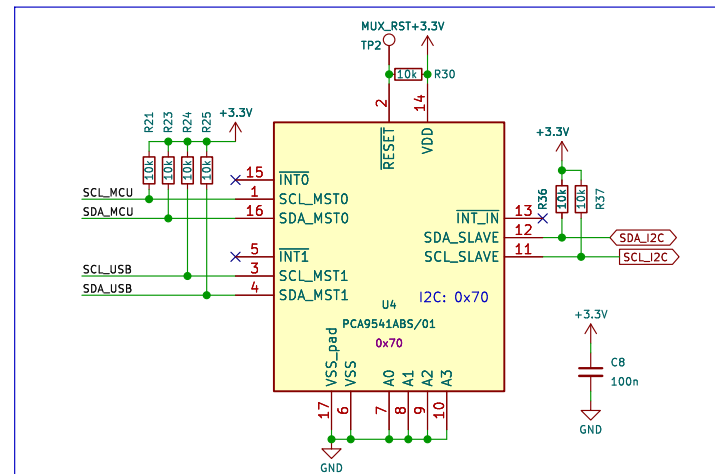 MUX_RST
+3.3V
TP2
10k
R30
2
14
RESET
VDD
R21
R23
R24
R25
+3.3V
10k
10k
10k
10k
15
INT0
SCL_MCU
1
SCL_MST0
SDA_MCU
16
SDA_MST0
5
INT1
SCL_USB
3
SCL_MST1
SDA_USB
4
SDA_MST1
+3.3V
R36
10k
10k
R37
INT_IN
13
SDA_SLAVE
12
SDA_I2C
SCL_SLAVE
11
SCL_I2C
I2C: 0x70
U4
PCA9541ABS/01
0x70
VSS_pad
VSS
A0
A1
A2
A3
17
6
7
8
9
10
GND
+3.3V
C8
100n
GND